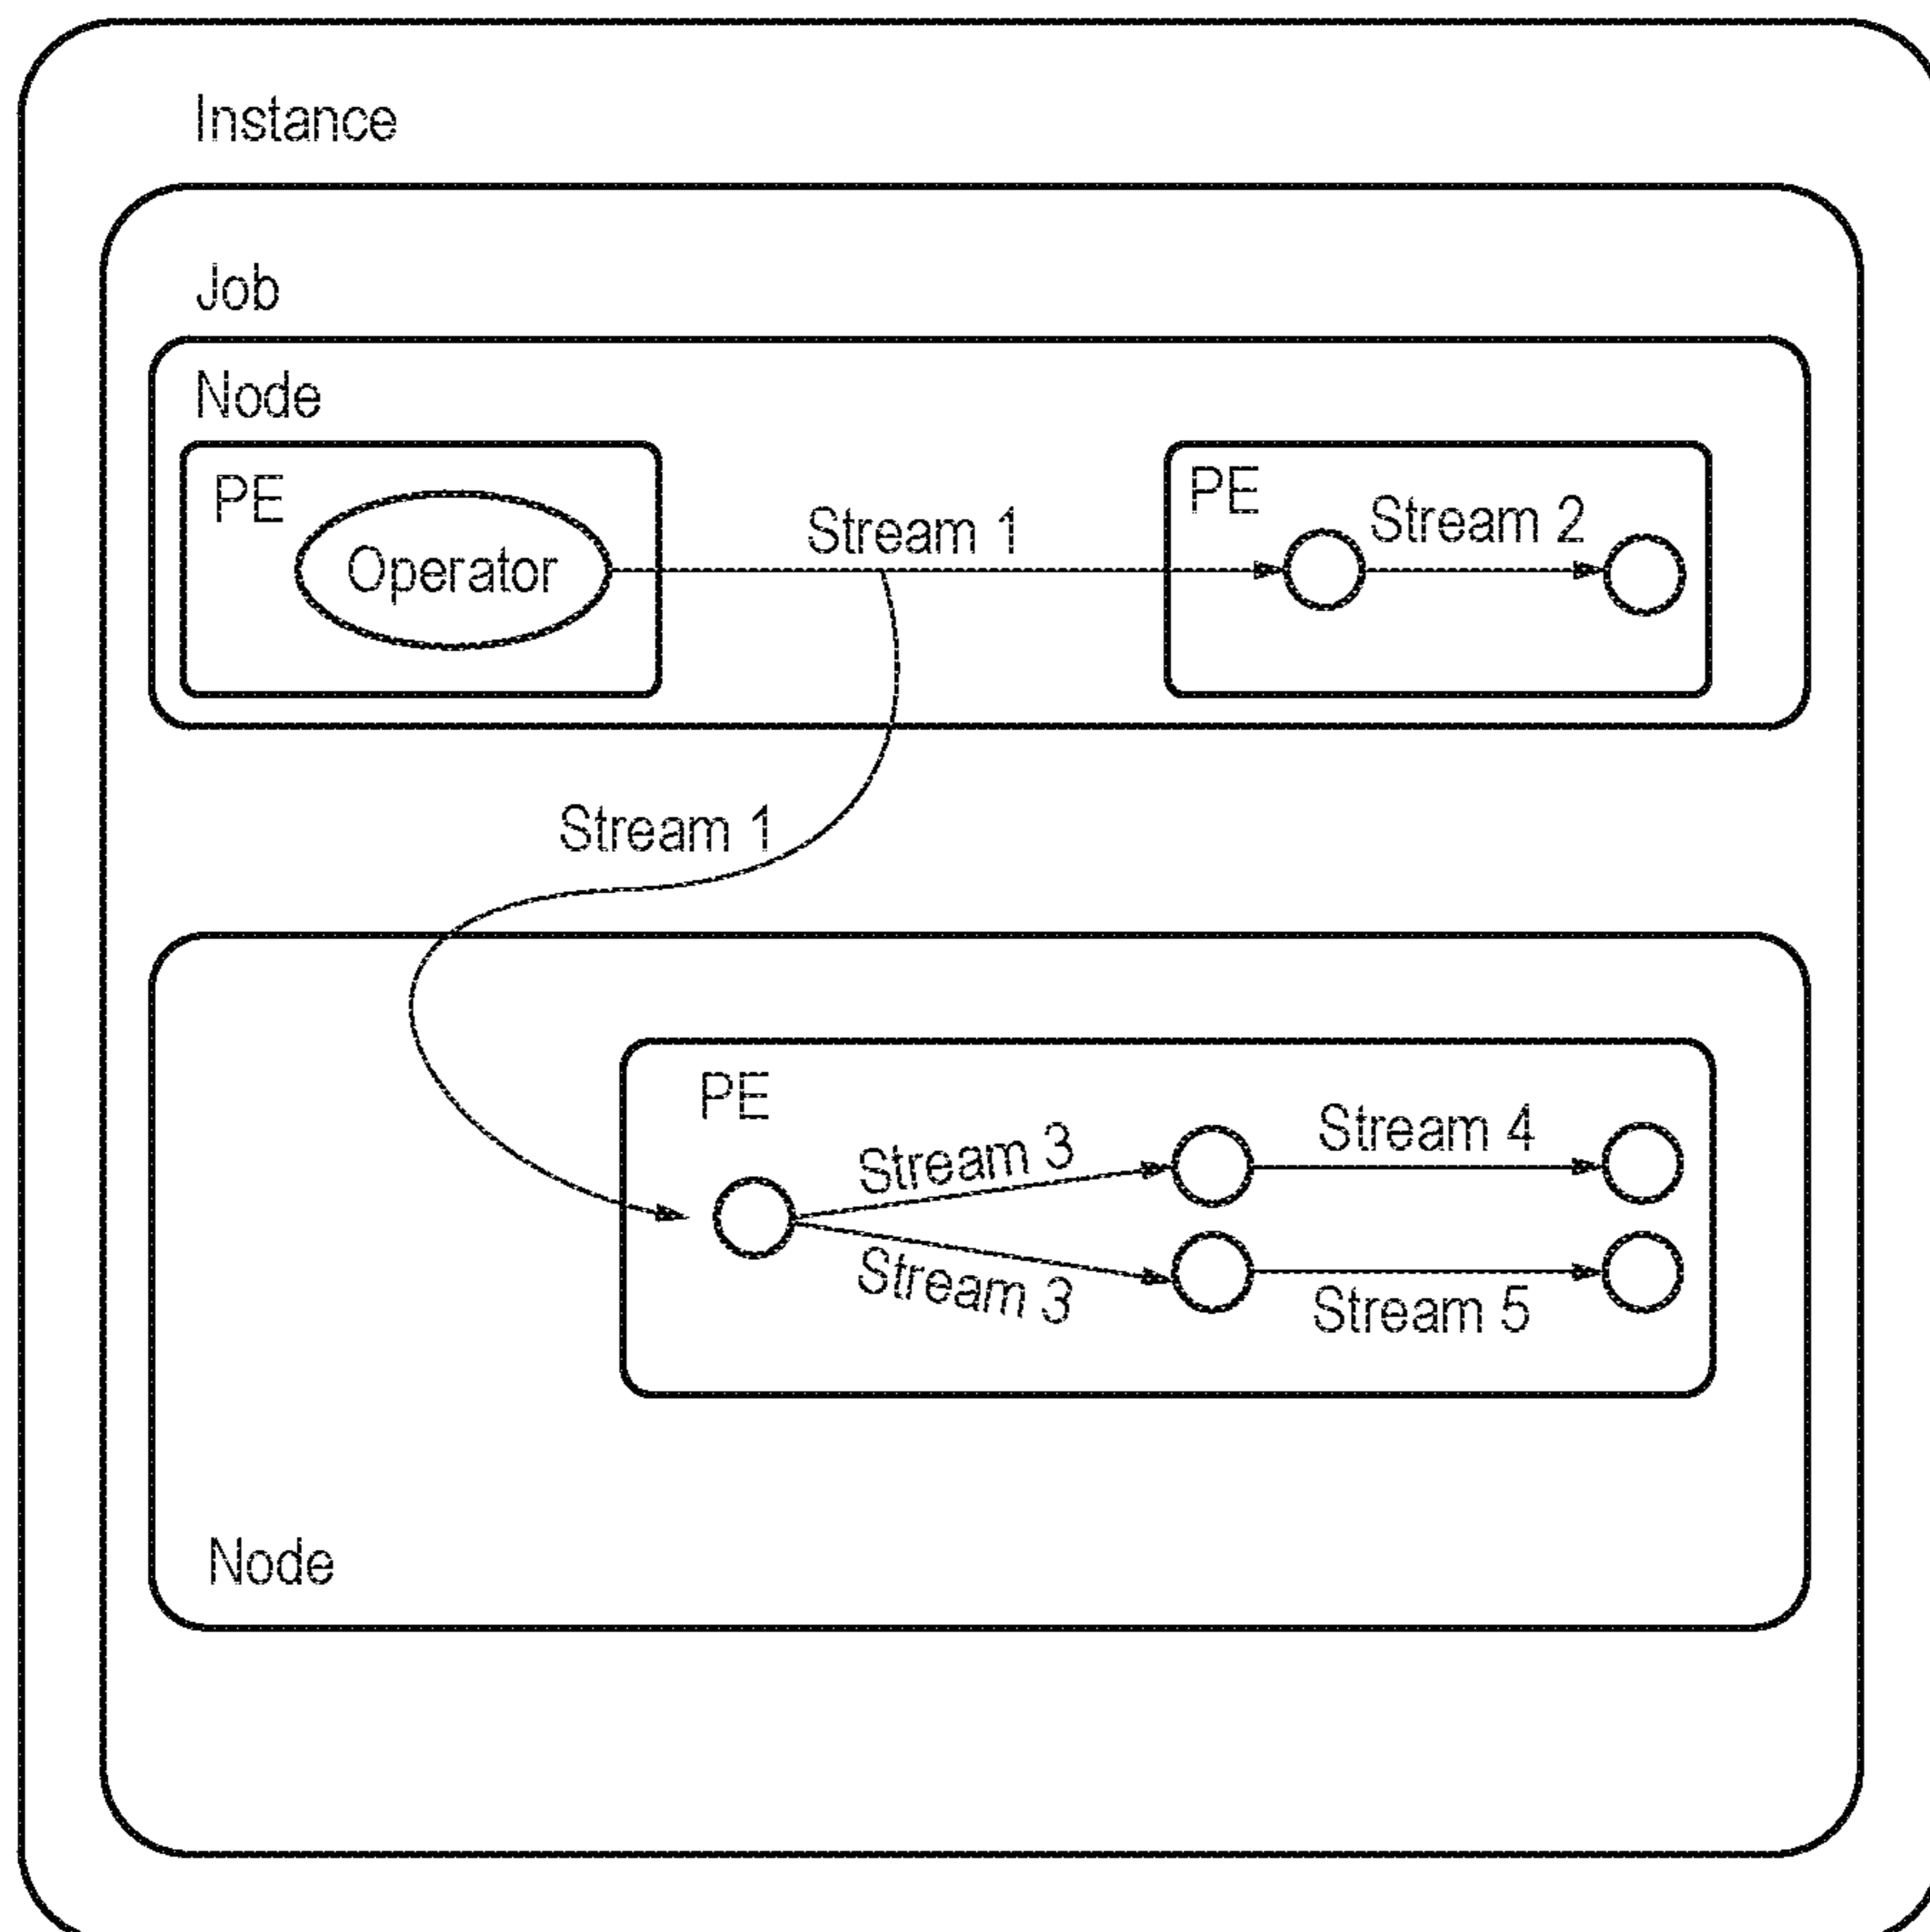 Instance
Job
Node
PE
Operator
Stream 1
PE
Stream 2
Stream 1
PE
Stream 3
Stream 4
Stream 3
Stream 5
Node